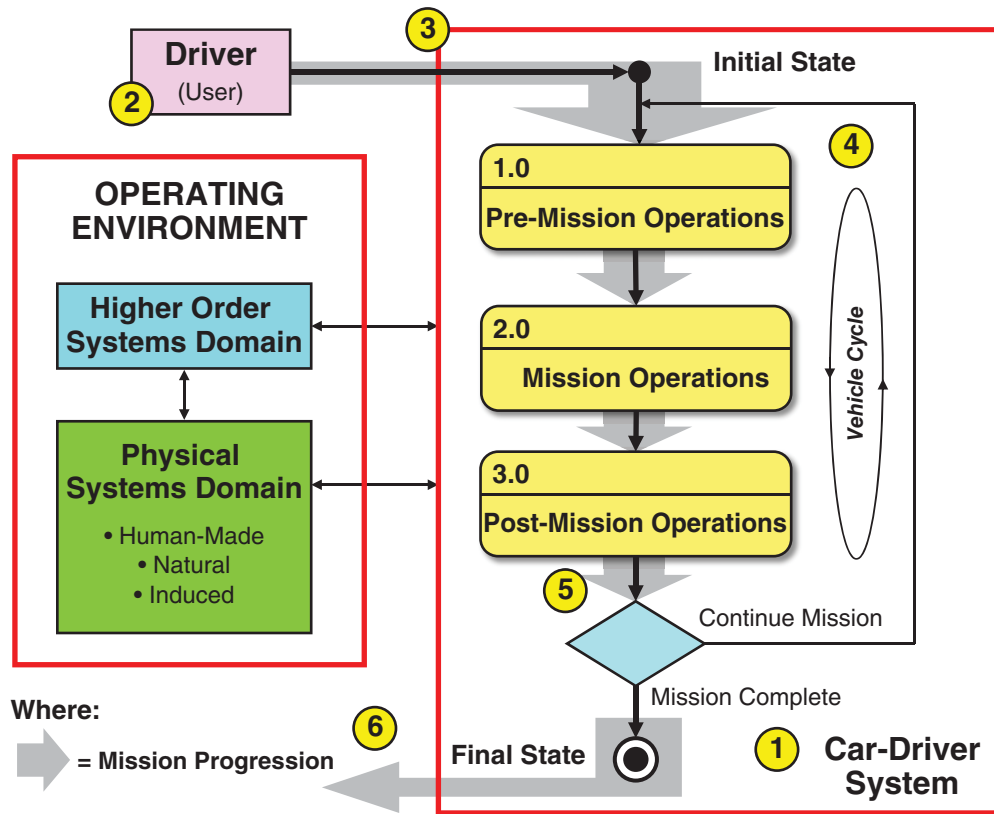 3
Driver
(User)
2
Initial State
4
1.0
Pre-Mission Operations
OPERATING
ENVIRONMENT
Higher Order
Systems Domain
2.0
Mission Operations
Vehicle Cycle
Physical
Systems Domain
• Human-Made
• Natural
• Induced
3.0
Post-Mission Operations
5
Continue Mission
Mission Complete
Where:
= Mission Progression
6
Final State
1
Car-Driver
System